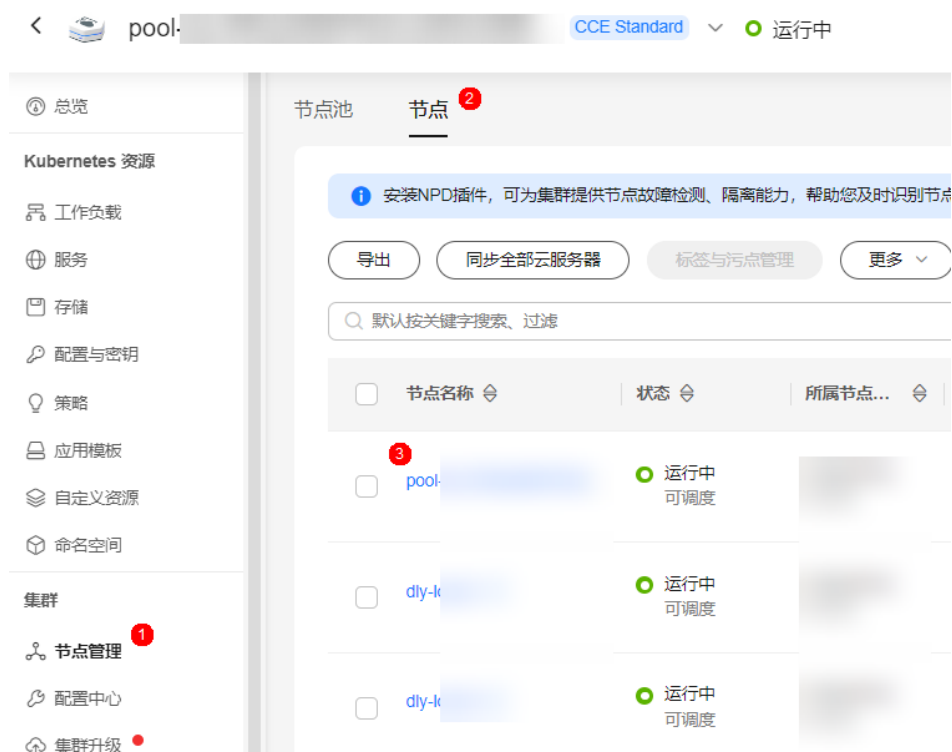 pool- CCE Standard 运行中
总览
Kubernetes 资源
工作负载
服务
存储
配置与密钥
策略
应用模板
自定义资源
命名空间
集群
节点管理 1
配置中心
集群升级
节点池 节点 2
安装NPD插件，可为集群提供节点故障检测、隔离能力，帮助您及时识别节点
导出 同步全部云服务器 标签与污点管理 更多
默认按关键字搜索、过滤
节点名称 状态 所属节点...
3
pool- 运行中
可调度
dly- 运行中
可调度
dly- 运行中
可调度